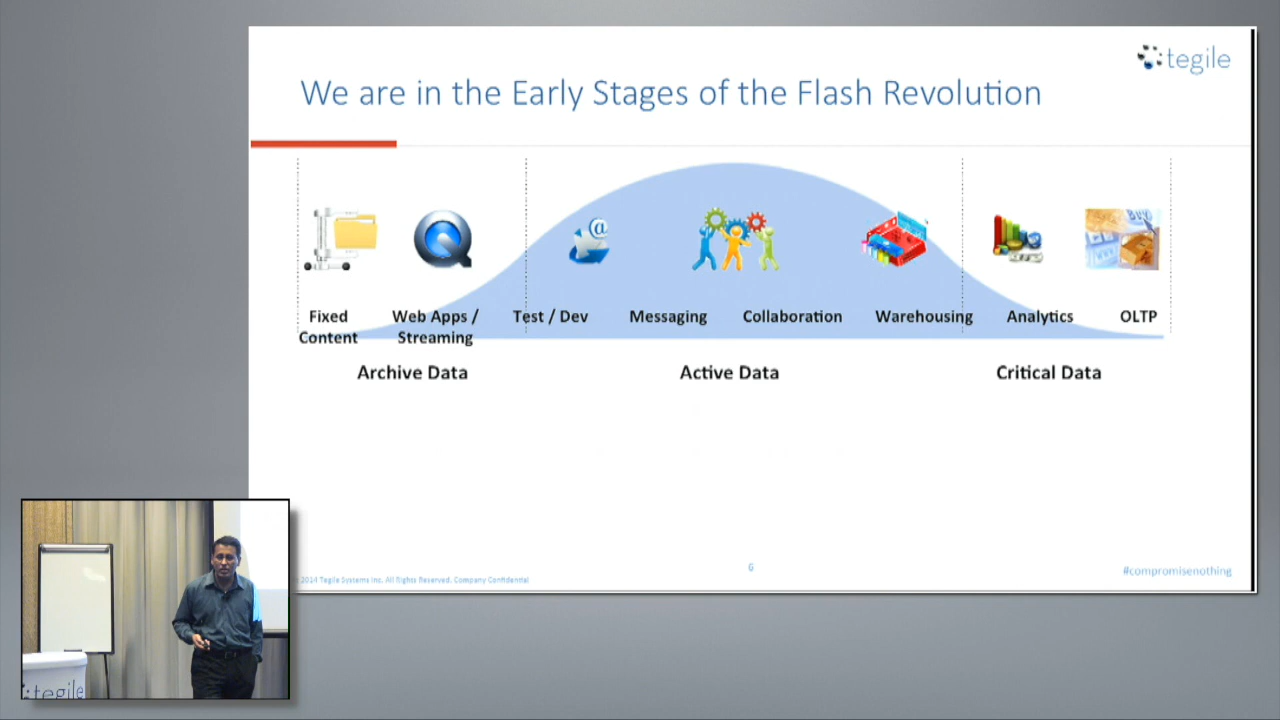 tegile
We are in the Early Stages of the Flash Revolution
Fixed Content
Web Apps / Streaming
Test / Dev
Messaging
Collaboration
Warehousing
Analytics
OLTP
Archive Data
Active Data
Critical Data
2014 Tegile Systems Inc. All Rights Reserved. Company Confidential
6
#compromisenothing
tegile